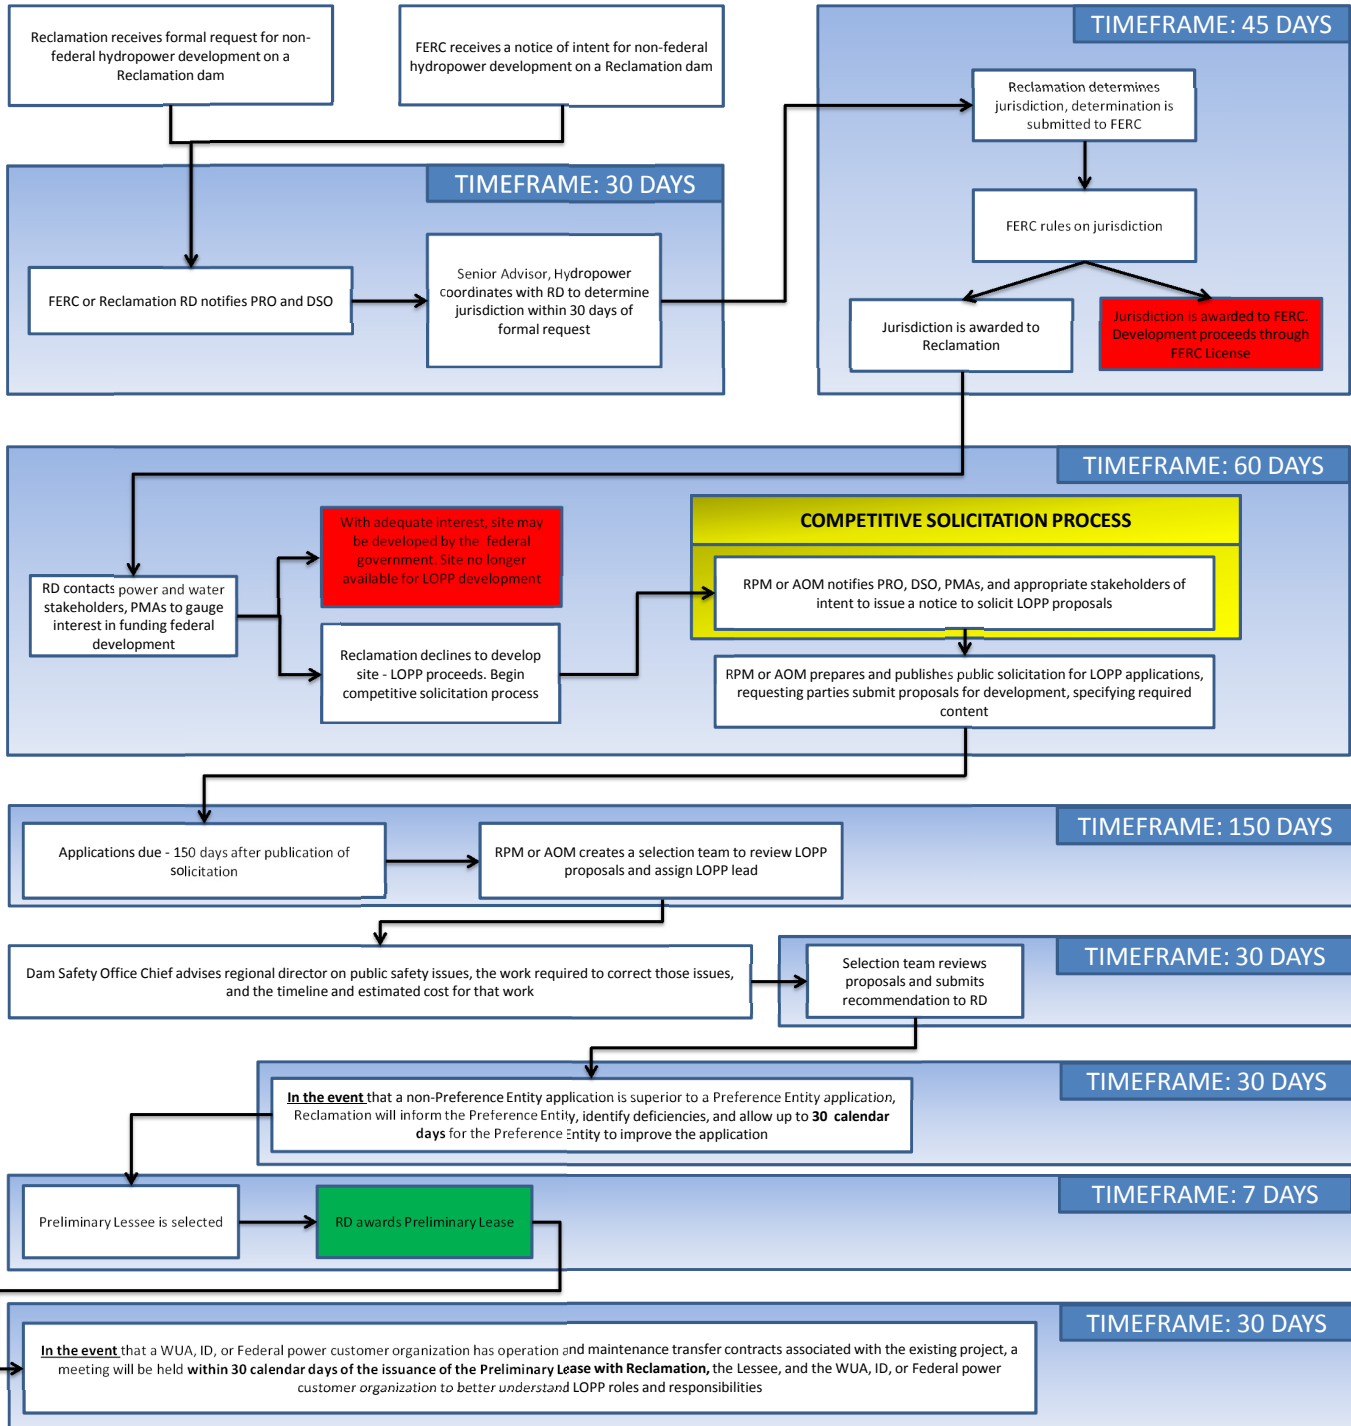 Reclamation receives formal request for non-
federal hydropower development on a
Reclamation dam
FERC receives a notice of intent for non-federal
hydropower development on a Reclamation dam
TIMEFRAME: 45 DAYS
Reclamation determines
jurisdiction, determination is
submitted to FERC
FERC rules on jurisdiction
Jurisdiction is awarded to
Reclamation
Jurisdiction is awarded to FERC.
Development proceeds through
FERC License
TIMEFRAME: 30 DAYS
FERC or Reclamation RD notifies PRO and DSO
Senior Advisor, Hydropower
coordinates with RD to determine
jurisdiction within 30 days of
formal request
TIMEFRAME: 60 DAYS
RD contacts power and water
stakeholders, PMAs to gauge
interest in funding federal
development
With adequate interest, site may
be developed by the federal
government. Site no longer
available for LOPP development
Reclamation declines to develop
site - LOPP proceeds. Begin
competitive solicitation process
COMPETITIVE SOLICITATION PROCESS
RPM or AOM notifies PRO, DSO, PMAs, and appropriate stakeholders of
intent to issue a notice to solicit LOPP proposals
RPM or AOM prepares and publishes public solicitation for LOPP applications,
requesting parties submit proposals for development, specifying required
content
TIMEFRAME: 150 DAYS
Applications due - 150 days after publication of
solicitation
RPM or AOM creates a selection team to review LOPP
proposals and assign LOPP lead
Dam Safety Office Chief advises regional director on public safety issues, the work required to correct those issues,
and the timeline and estimated cost for that work
TIMEFRAME: 30 DAYS
Selection team reviews
proposals and submits
recommendation to RD
TIMEFRAME: 30 DAYS
In the event that a non-Preference Entity application is superior to a Preference Entity application,
Reclamation will inform the Preference Entity, identify deficiencies, and allow up to 30 calendar
days for the Preference Entity to improve the application
TIMEFRAME: 7 DAYS
Preliminary Lessee is selected
RD awards Preliminary Lease
TIMEFRAME: 30 DAYS
In the event that a WUA, ID, or Federal power customer organization has operation and maintenance transfer contracts associated with the existing project, a
meeting will be held within 30 calendar days of the issuance of the Preliminary Lease with Reclamation, the Lessee, and the WUA, ID, or Federal power
customer organization to better understand LOPP roles and responsibilities